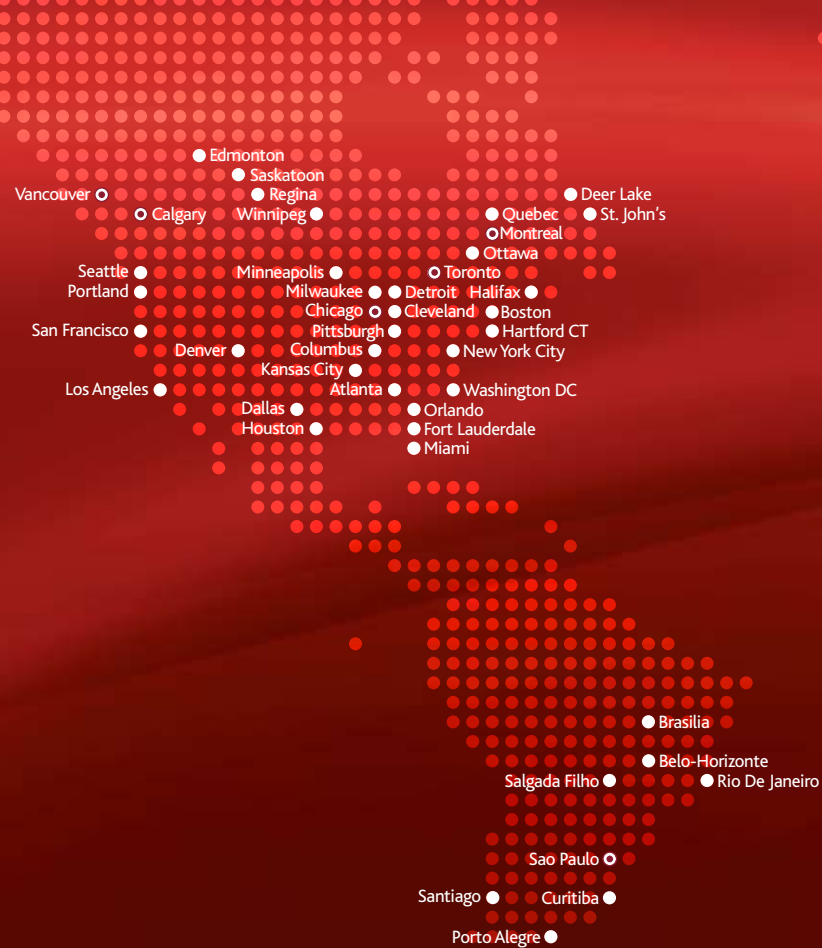 Edmonton
Saskatoon
Vancouver Regina Deer Lake
Calgary Winnipeg Quebec St. John's
Montreal
Ottawa
Seattle Minneapolis Toronto
Portland Milwaukee Detroit Halifax
Chicago Cleveland Boston
San Francisco Pittsburgh Hartford CT
Denver Columbus New York City
Kansas City
Los Angeles Atlanta Washington DC
Dallas Orlando
Houston Fort Lauderdale
Miami
Brasilia
Belo-Horizonte
Salgada Filho Rio De Janeiro
Sao Paulo
Santiago Curitiba
Porto Alegre